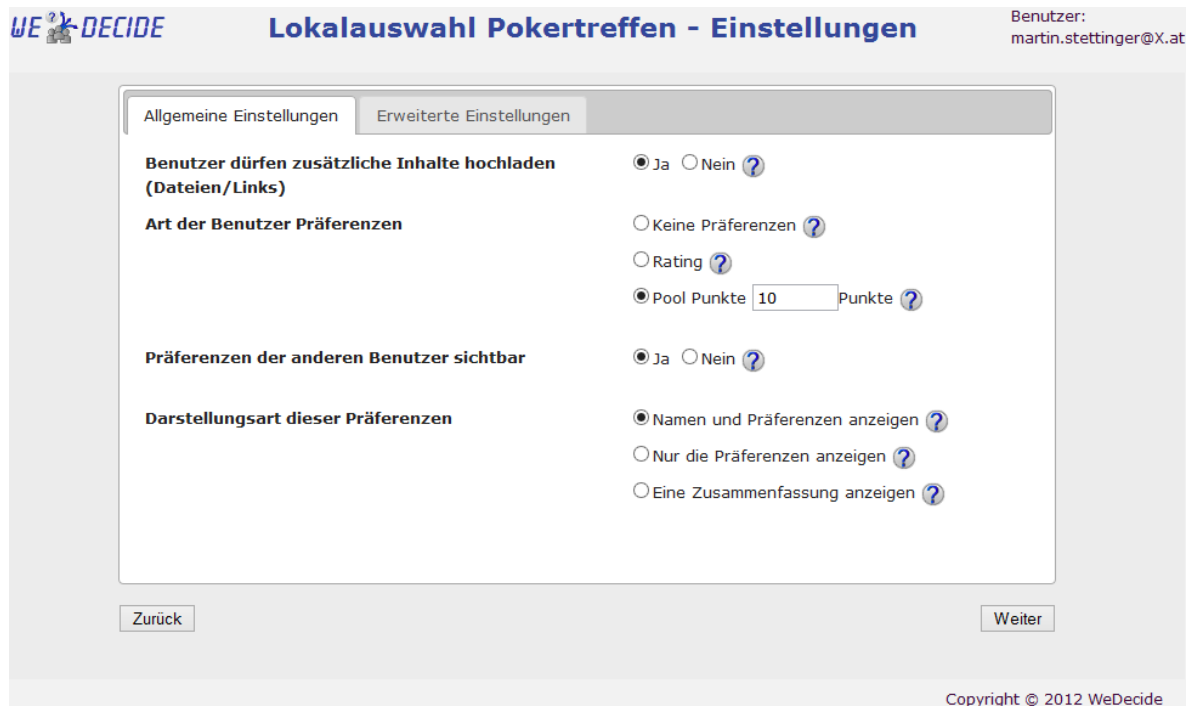 WE DECIDE
Lokalauswahl Pokertreffen - Einstellungen
Benutzer:
martin.stettinger@X.at
Allgemeine Einstellungen
Erweiterte Einstellungen
Benutzer dürfen zusätzliche Inhalte hochladen
(Dateien/Links)
Ja Nein ?
Art der Benutzer Präferenzen
Keine Präferenzen ?
Rating ?
Pool Punkte 10 Punkte ?
Präferenzen der anderen Benutzer sichtbar
Ja Nein ?
Darstellungsart dieser Präferenzen
Namen und Präferenzen anzeigen ?
Nur die Präferenzen anzeigen ?
Eine Zusammenfassung anzeigen ?
Zurück
Weiter
Copyright © 2012 WeDecide